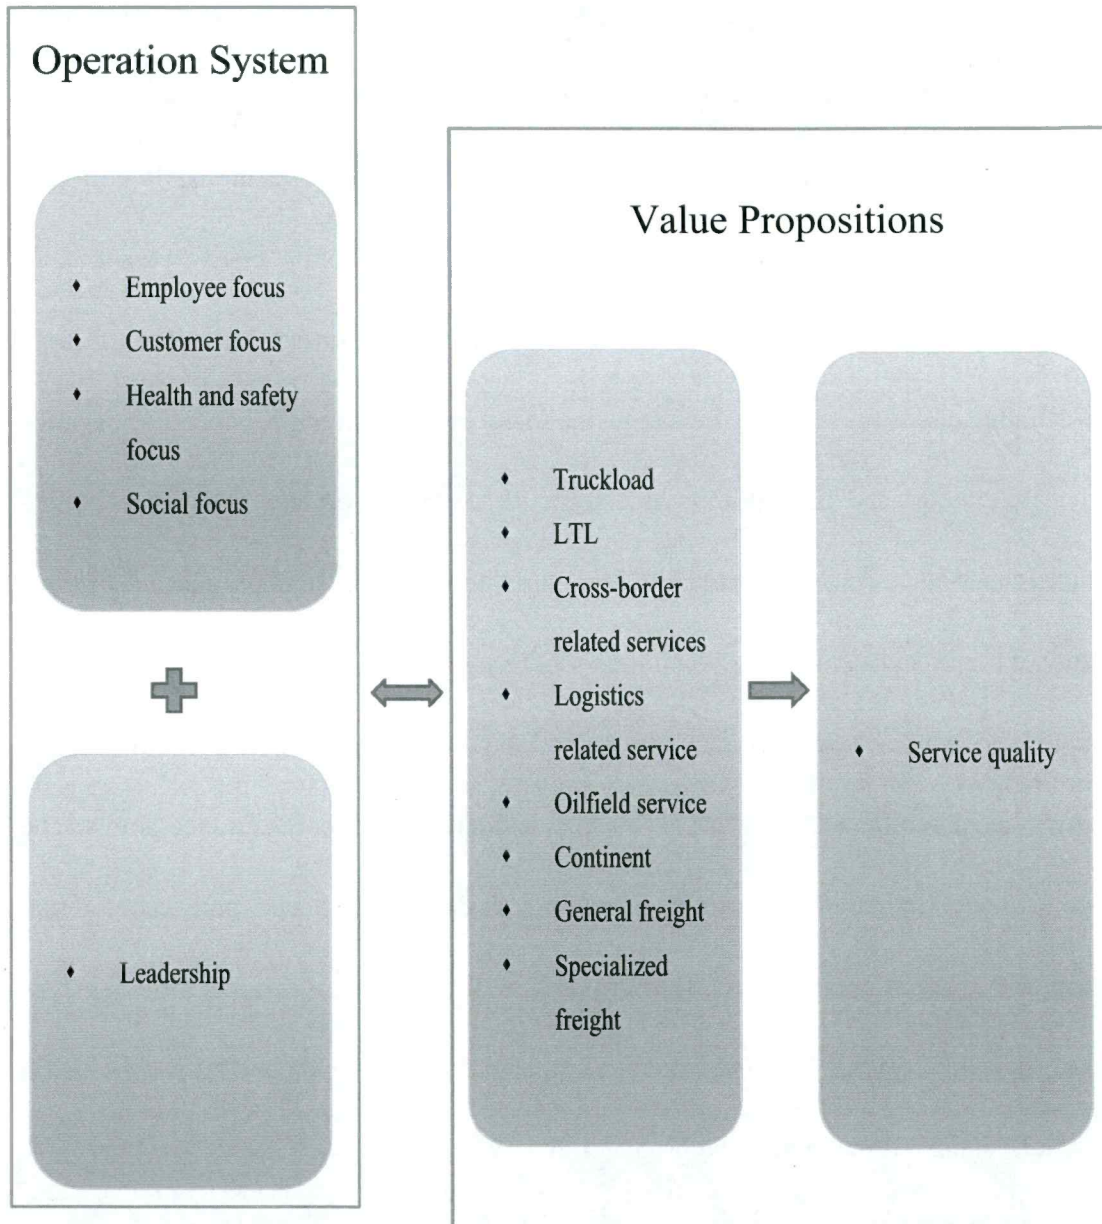 Operation System
♦ Employee focus
♦ Customer focus
♦ Health and safety
focus
♦ Social focus
♦ Leadership
Value Propositions
♦ Truckload
♦ LTL
♦ Cross-border
related services
♦ Logistics
related service
♦ Oilfield service
♦ Continent
♦ General freight
♦ Specialized
freight
♦ Service quality